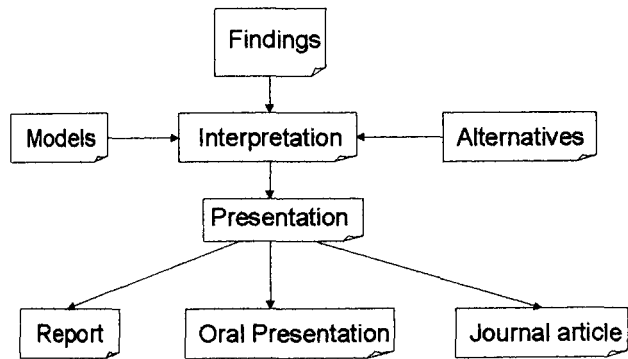 Findings
Models
Interpretation
Alternatives
Presentation
Report
Oral Presentation
Journal article